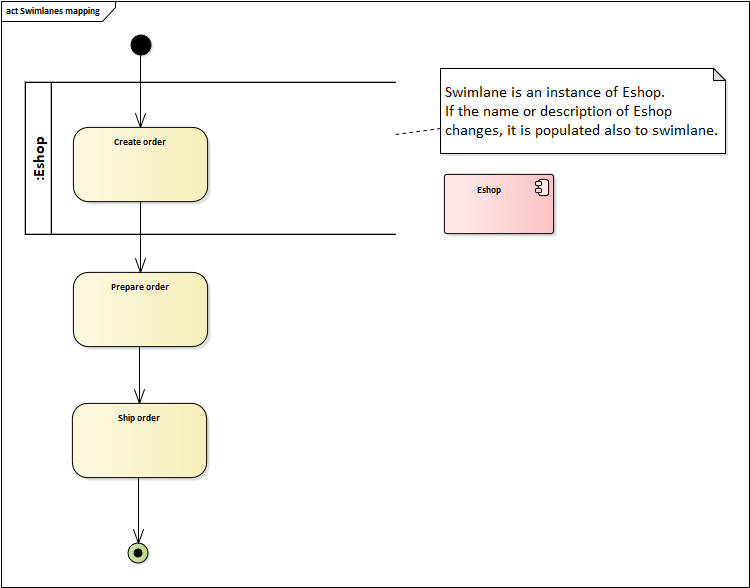 act Swimlanes mapping
:Eshop
Create order
Swimlane is an instance of Eshop.
If the name or description of Eshop
changes, it is populated also to swimlane.
Eshop
Prepare order
Ship order